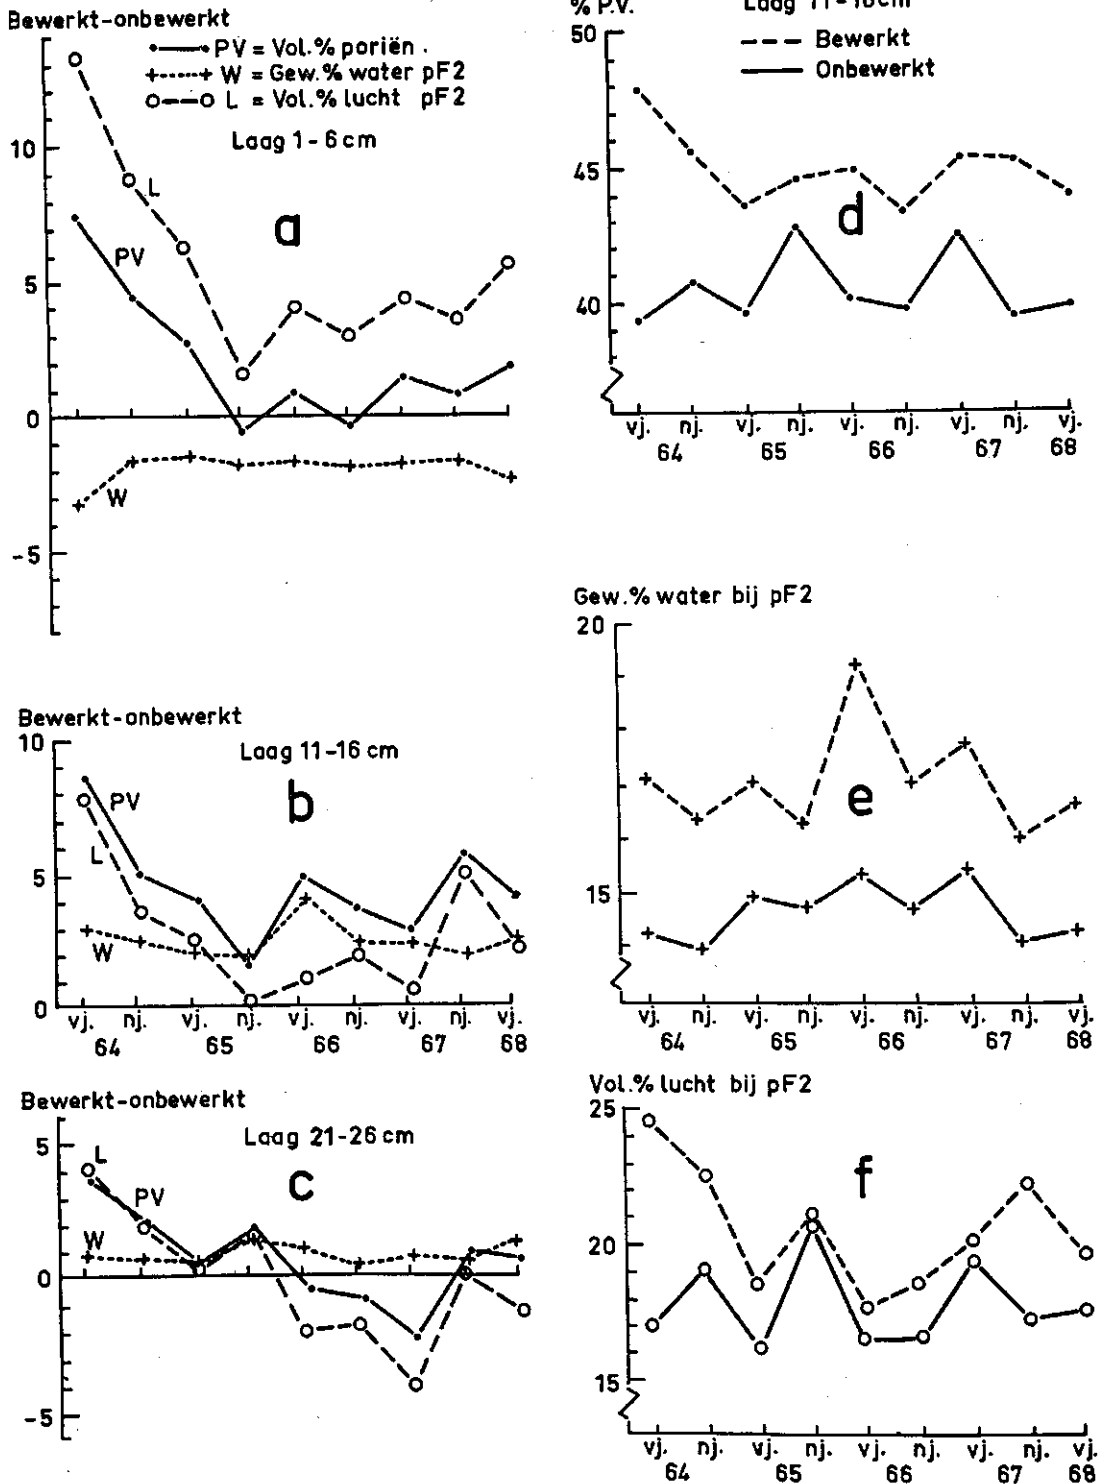 Bewerkt-onbewerkt
PV = Vol.% poriën.
W = Gew.% water pF2
L = Vol.% lucht pF2
Laag 1-6 cm
10
5
0
-5
L
PV
W
a
Bewerkt-onbewerkt
Laag 11-16 cm
10
5
0
PV
L
W
b
vj. nj. vj. nj. vj. nj. vj. nj. vj.
64 65 66 67 68
Bewerkt-onbewerkt
Laag 21-26 cm
5
0
-5
L
PV
W
c
% P.V.
Laag 11-16 cm
Bewerkt
Onbewerkt
50
45
40
d
vj. nj. vj. nj. vj. nj. vj. nj. vj.
64 65 66 67 68
Gew.% water bij pF2
20
15
e
vj. nj. vj. nj. vj. nj. vj. nj. vj.
64 65 66 67 68
Vol.% lucht bij pF2
25
20
15
f
vj. nj. vj. nj. vj. nj. vj. nj. vj.
64 65 66 67 68